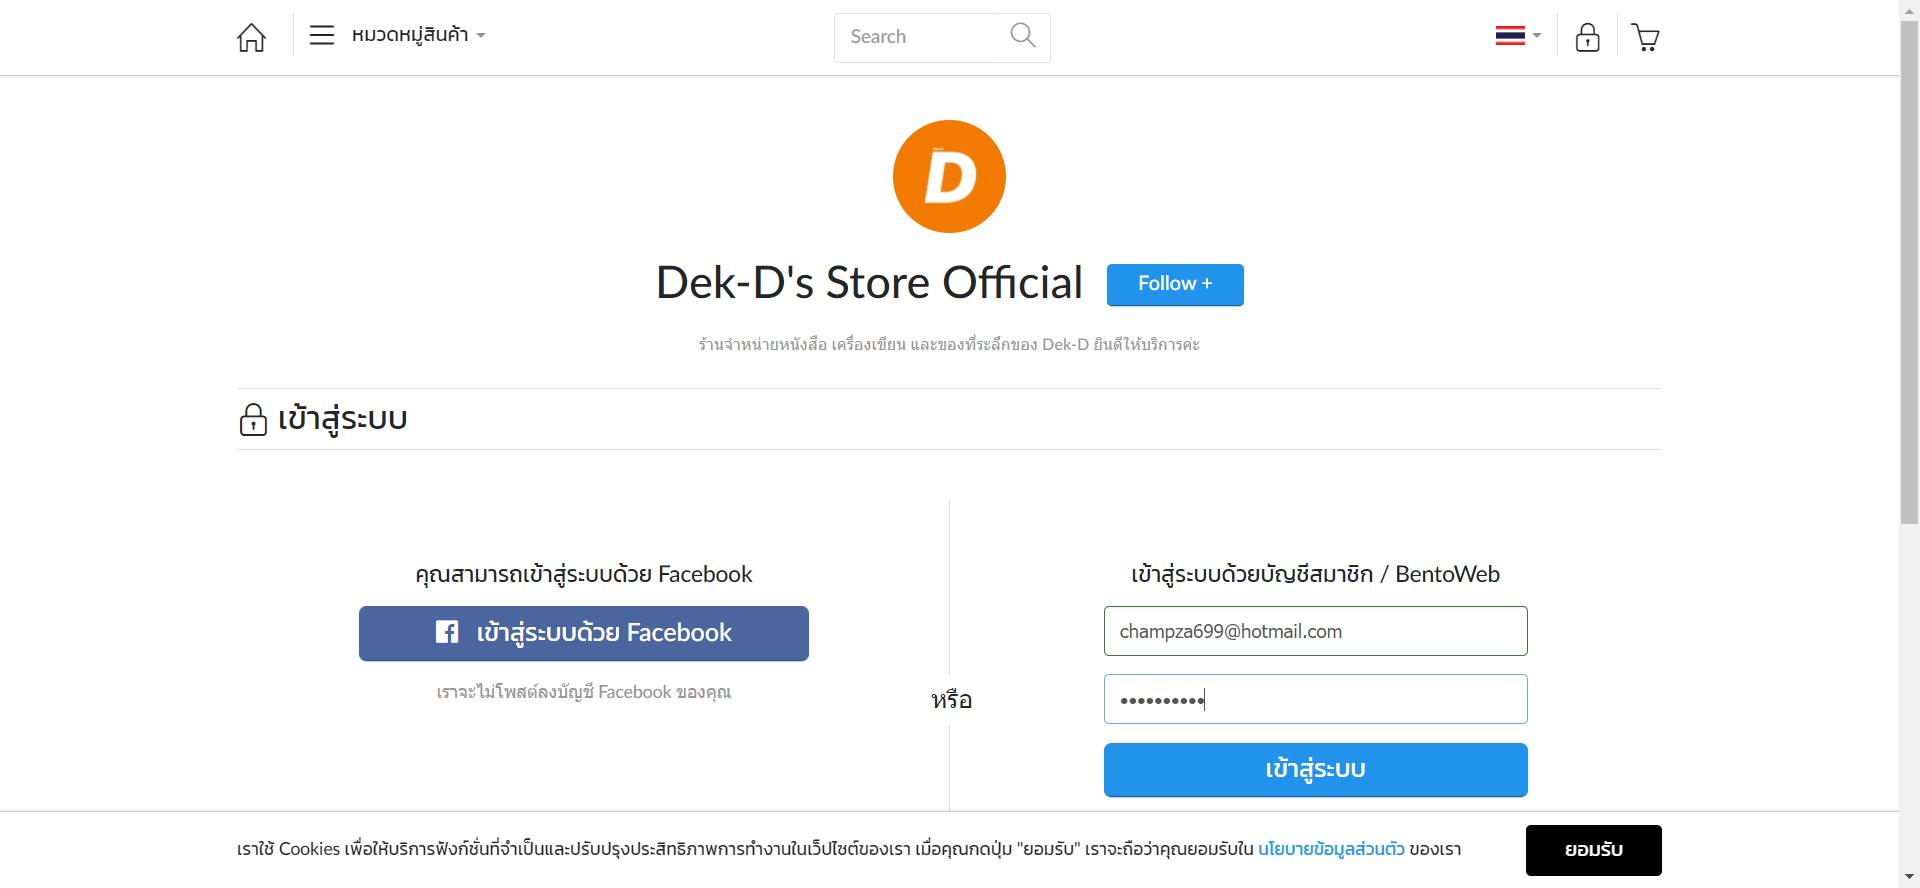 หมวดหมู่สินค้า
Search
D
Dek-D's Store Official
Follow +
ร้านจำหน่ายหนังสือ เครื่องเขียน และของที่ระลึกของ Dek-D ยินดีให้บริการค่ะ
เข้าสู่ระบบ
คุณสามารถเข้าสู่ระบบด้วย Facebook
เข้าสู่ระบบด้วย Facebook
เราจะไม่โพสต์ลงบัญชี Facebook ของคุณ
หรือ
เข้าสู่ระบบด้วยบัญชีสมาชิก / BentoWeb
champza699@hotmail.com
••••••••••
เข้าสู่ระบบ
เราใช้ Cookies เพื่อให้บริการฟังก์ชั่นที่จำเป็นและปรับปรุงประสิทธิภาพการทำงานในเว็ปไซต์ของเรา เมื่อคุณกดปุ่ม "ยอมรับ" เราจะถือว่าคุณยอมรับใน นโยบายข้อมูลส่วนตัว ของเรา
ยอมรับ